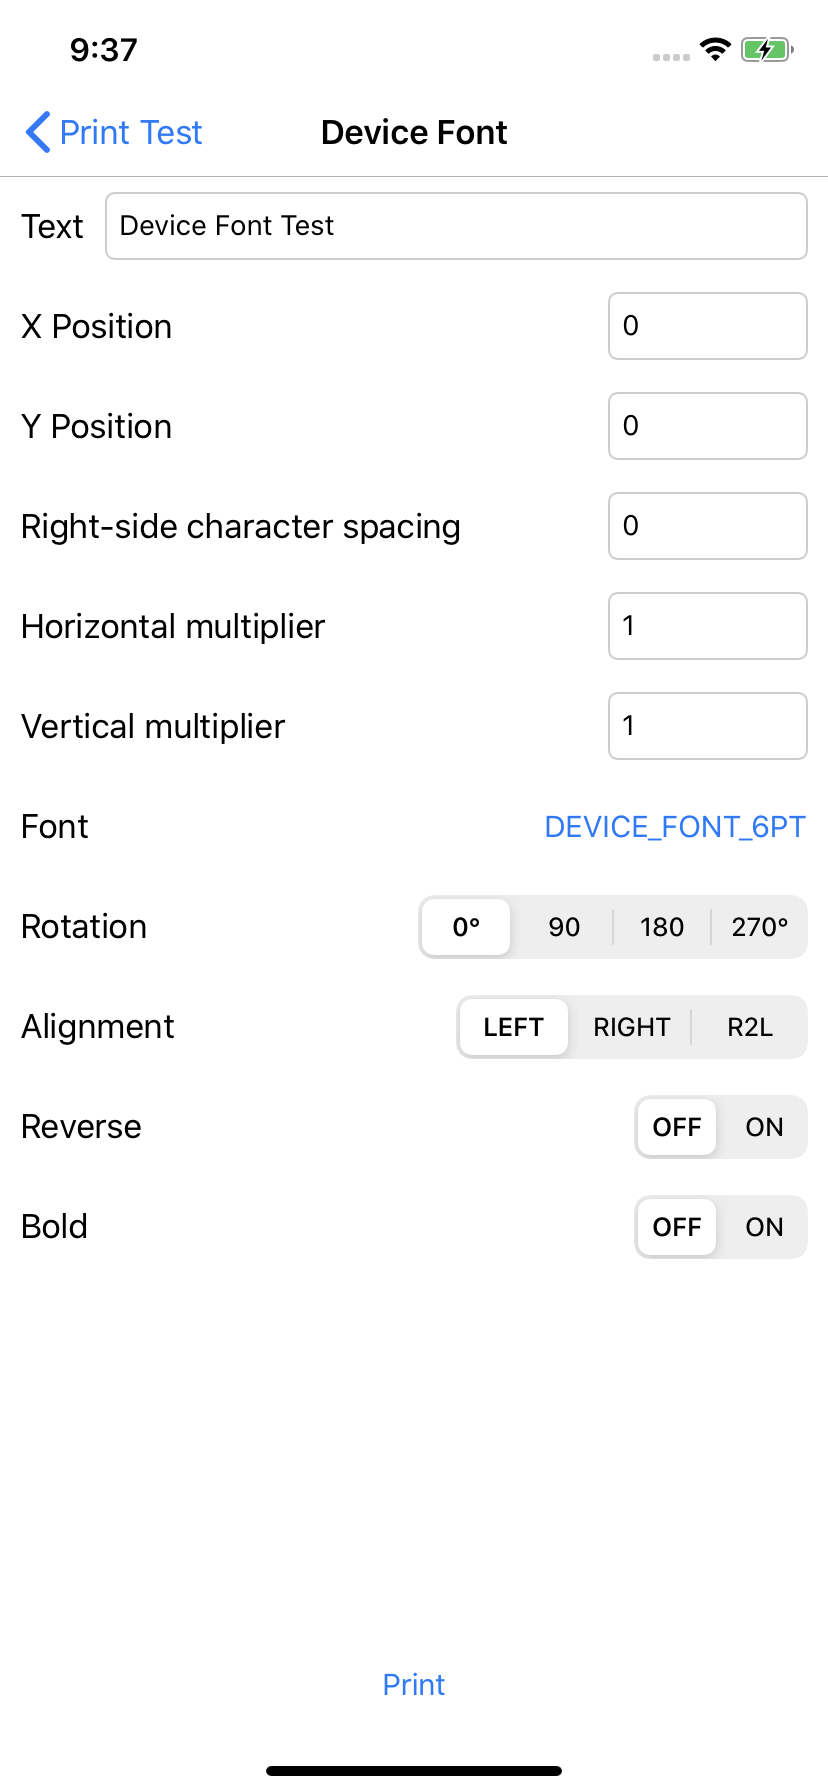 9:37
Print Test Device Font
Text Device Font Test
X Position 0
Y Position 0
Right-side character spacing 0
Horizontal multiplier 1
Vertical multiplier 1
Font DEVICE_FONT_6PT
Rotation 0° 90 180 270°
Alignment LEFT RIGHT R2L
Reverse OFF ON
Bold OFF ON
Print